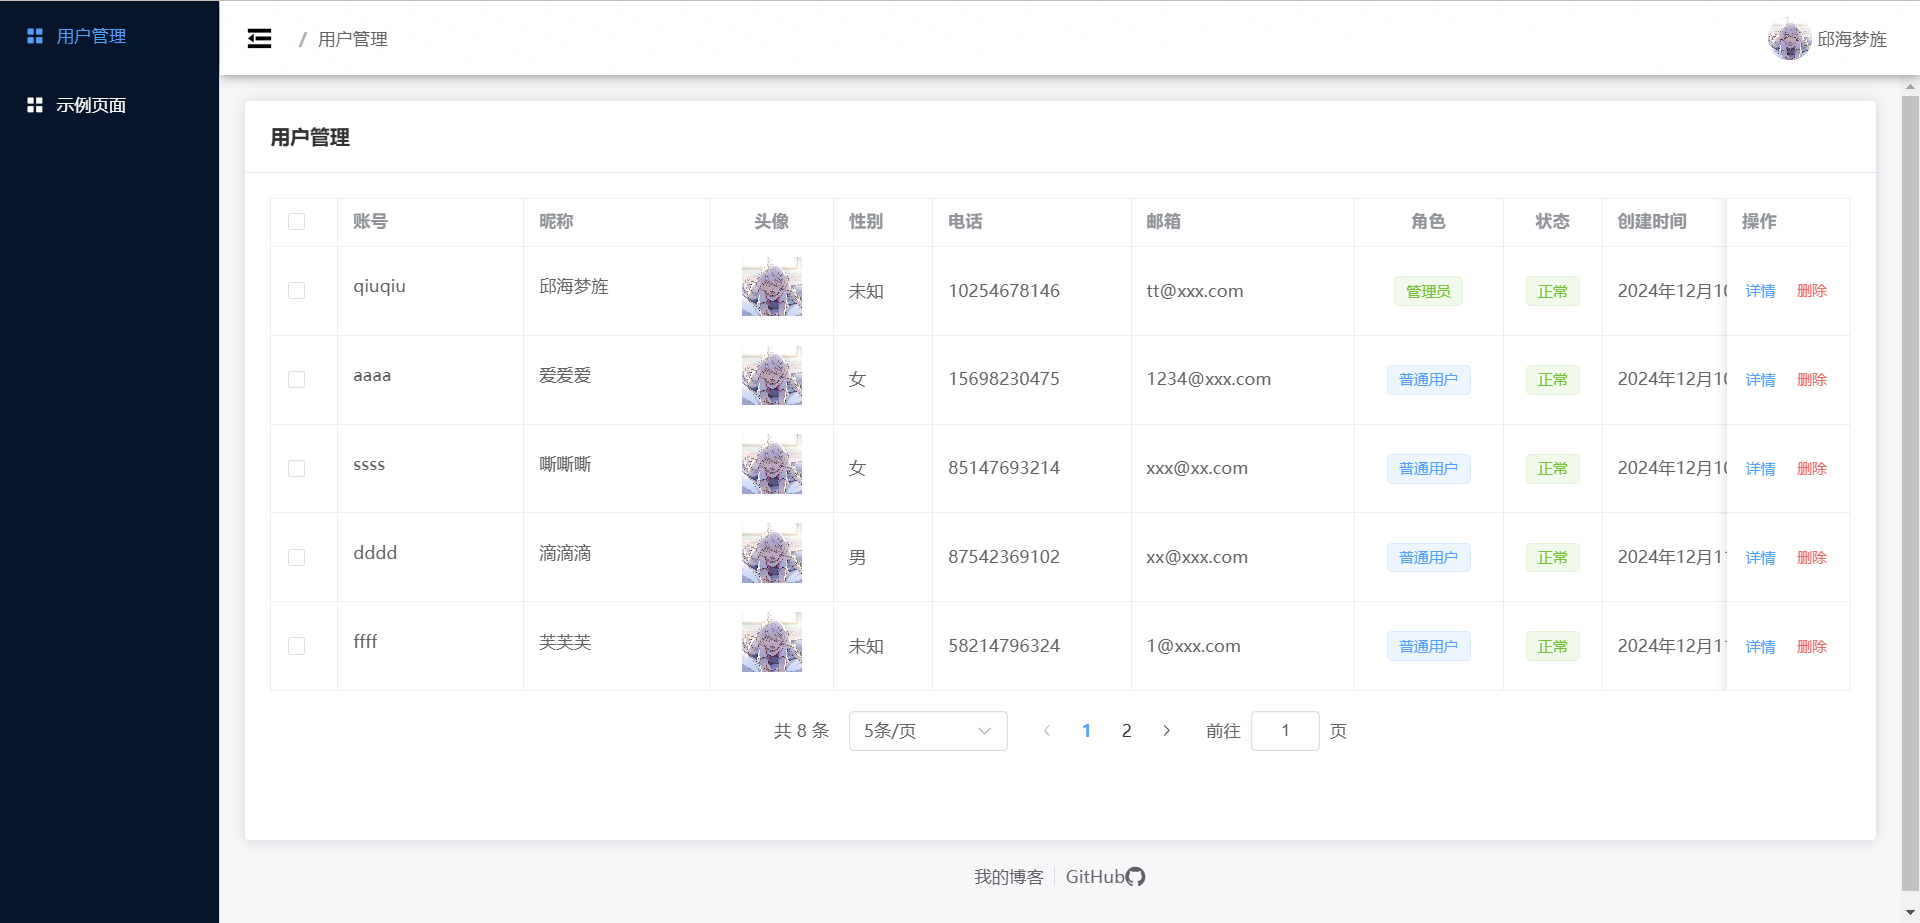 用户管理
示例页面
/ 用户管理
邱海梦旌
用户管理
账号 昵称 头像 性别 电话 邮箱 角色 状态 创建时间 操作
qiuqiu 邱海梦旌 未知 10254678146 tt@xxx.com 管理员 正常 2024年12月10 详情 删除
aaaa 爱爱爱 女 15698230475 1234@xxx.com 普通用户 正常 2024年12月10 详情 删除
ssss 嘶嘶嘶 女 85147693214 xxx@xx.com 普通用户 正常 2024年12月10 详情 删除
dddd 滴滴滴 男 87542369102 xx@xxx.com 普通用户 正常 2024年12月11 详情 删除
ffff 芙芙芙 未知 58214796324 1@xxx.com 普通用户 正常 2024年12月11 详情 删除
共 8 条 5条/页 1 2 前往 1 页
我的博客 GitHub